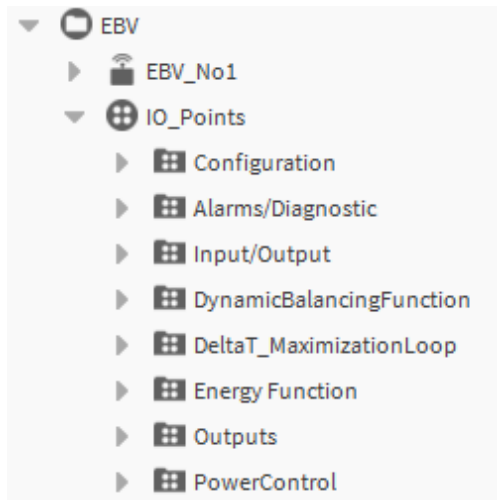 EBV
EBV_No1
IO_Points
Configuration
Alarms/Diagnostic
Input/Output
DynamicBalancingFunction
DeltaT_MaximizationLoop
Energy Function
Outputs
PowerControl